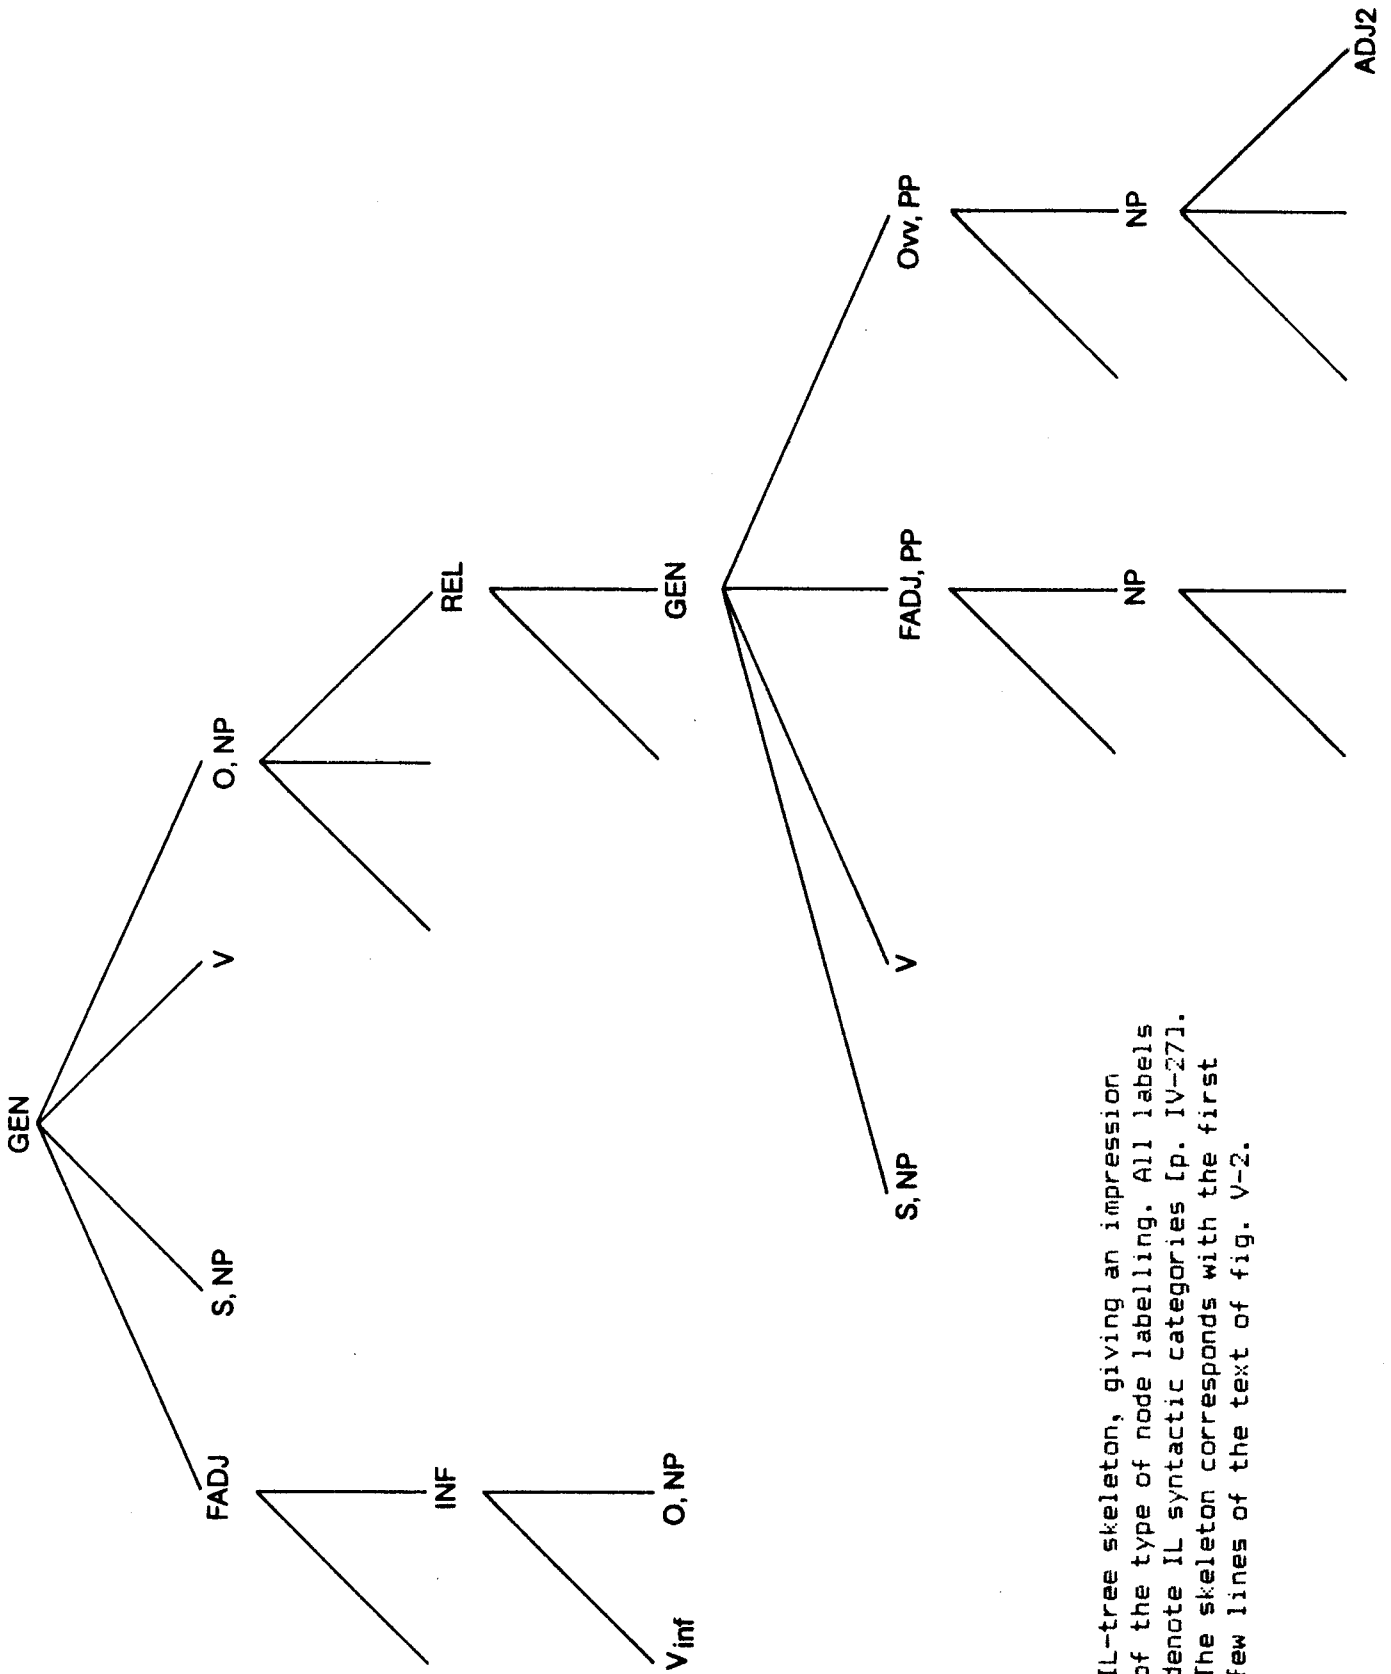 GEN
FADJ
S, NP
V
O, NP
INF
REL
Vinf
O, NP
GEN
S, NP
V
FADJ, PP
Ovv, PP
NP
NP
ADJ2
IL-tree skeleton, giving an impression
of the type of node labelling. All labels
denote IL syntactic categories [p. IV-27].
The skeleton corresponds with the first
few lines of the text of fig. V-2.